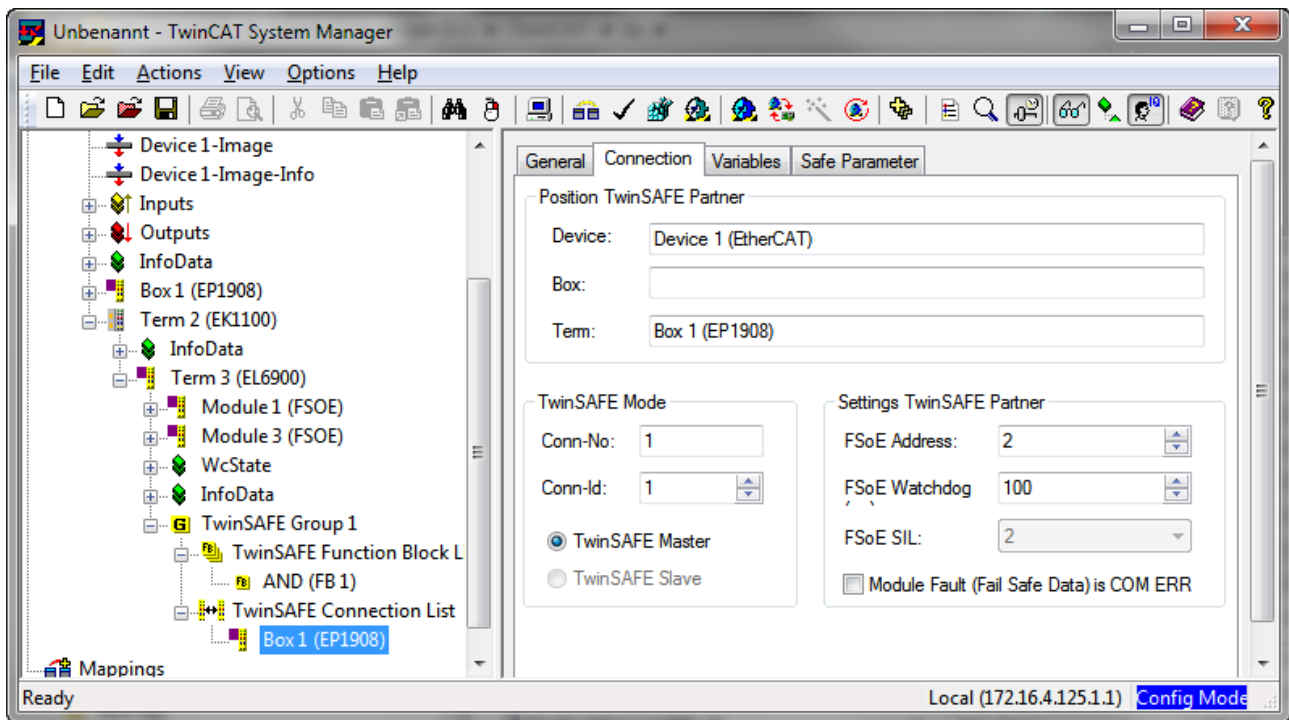 Unbenannt - TwinCAT System Manager
File Edit Actions View Options Help
Device 1-Image
Device 1-Image-Info
Inputs
Outputs
InfoData
Box 1 (EP1908)
Term 2 (EK1100)
InfoData
Term 3 (EL6900)
Module 1 (FSOE)
Module 3 (FSOE)
WcState
InfoData
G TwinSAFE Group 1
FB TwinSAFE Function Block L
FB AND (FB 1)
TwinSAFE Connection List
Box 1 (EP1908)
Mappings
General Connection Variables Safe Parameter
Position TwinSAFE Partner
Device: Device 1 (EtherCAT)
Box:
Term: Box 1 (EP1908)
TwinSAFE Mode
Conn-No: 1
Conn-Id: 1
TwinSAFE Master
TwinSAFE Slave
Settings TwinSAFE Partner
FSoE Address: 2
FSoE Watchdog 100
FSoE SIL: 2
Module Fault (Fail Safe Data) is COM ERR
Ready Local (172.16.4.125.1.1) Config Mode